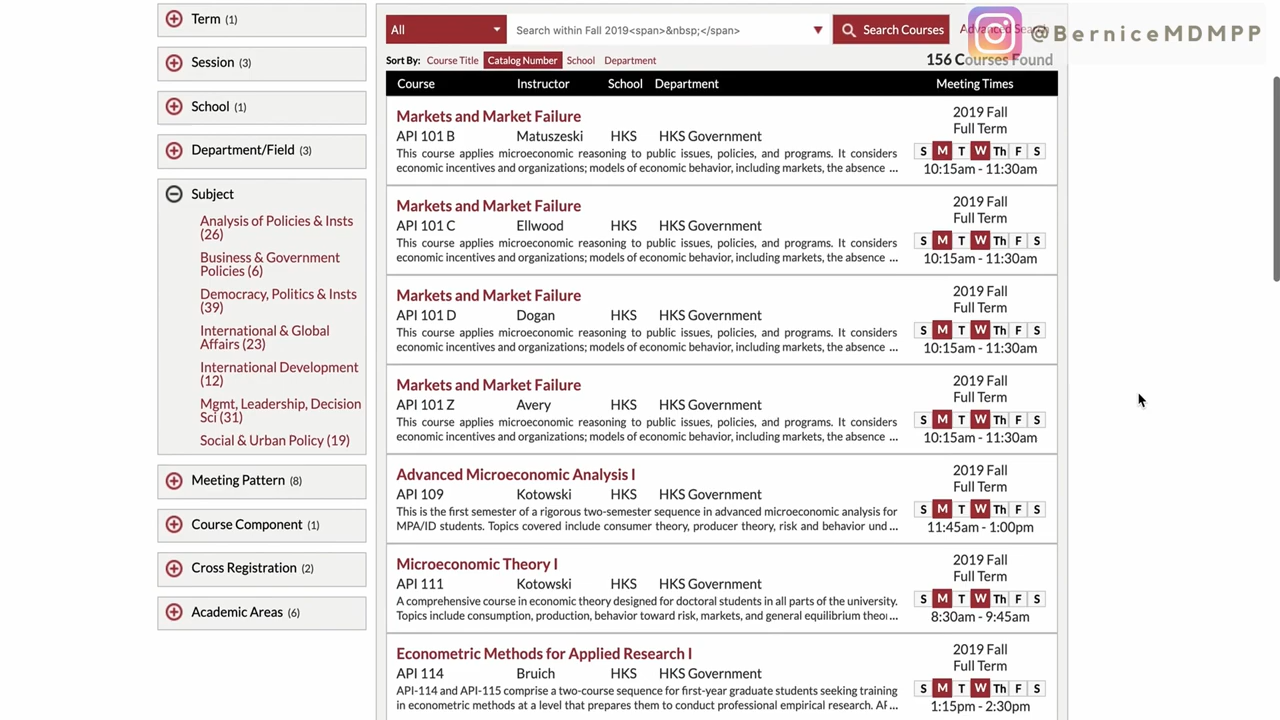 Term (1)
Session (3)
School (1)
Department/Field (3)
Subject
Analysis of Policies & Insts
(26)
Business & Government
Policies (6)
Democracy, Politics & Insts
(39)
International & Global
Affairs (23)
International Development
(12)
Mgmt, Leadership, Decision
Sci (31)
Social & Urban Policy (19)
Meeting Pattern (8)
Course Component (1)
Cross Registration (2)
Academic Areas (6)
All
Search within Fall 2019<span>&nbsp;</span>
Search Courses
Advanced Search
@BerniceMDMPP
Sort By: Course Title Catalog Number School Department
156 Courses Found
Course Instructor School Department Meeting Times
Markets and Market Failure
API 101 B Matuszeski HKS HKS Government
This course applies microeconomic reasoning to public issues, policies, and programs. It considers
economic incentives and organizations; models of economic behavior, including markets, the absence ...
2019 Fall
Full Term
S M T W Th F S
10:15am - 11:30am
Markets and Market Failure
API 101 C Ellwood HKS HKS Government
This course applies microeconomic reasoning to public issues, policies, and programs. It considers
economic incentives and organizations; models of economic behavior, including markets, the absence ...
2019 Fall
Full Term
S M T W Th F S
10:15am - 11:30am
Markets and Market Failure
API 101 D Dogan HKS HKS Government
This course applies microeconomic reasoning to public issues, policies, and programs. It considers
economic incentives and organizations; models of economic behavior, including markets, the absence ...
2019 Fall
Full Term
S M T W Th F S
10:15am - 11:30am
Markets and Market Failure
API 101 Z Avery HKS HKS Government
This course applies microeconomic reasoning to public issues, policies, and programs. It considers
economic incentives and organizations; models of economic behavior, including markets, the absence ...
2019 Fall
Full Term
S M T W Th F S
10:15am - 11:30am
Advanced Microeconomic Analysis I
API 109 Kotowski HKS HKS Government
This is the first semester of a rigorous two-semester sequence in advanced microeconomic analysis for
MPA/ID students. Topics covered include consumer theory, producer theory, risk and behavior und...
2019 Fall
Full Term
S M T W Th F S
11:45am - 1:00pm
Microeconomic Theory I
API 111 Kotowski HKS HKS Government
A comprehensive course in economic theory designed for doctoral students in all parts of the university.
Topics include consumption, production, behavior toward risk, markets, and general equilibrium theo...
2019 Fall
Full Term
S M T W Th F S
8:30am - 9:45am
Econometric Methods for Applied Research I
API 114 Bruich HKS HKS Government
API-114 and API-115 comprise a two-course sequence for first-year graduate students seeking training
in econometric methods at a level that prepares them to conduct professional empirical research. AF...
2019 Fall
Full Term
S M T W Th F S
1:15pm - 2:30pm